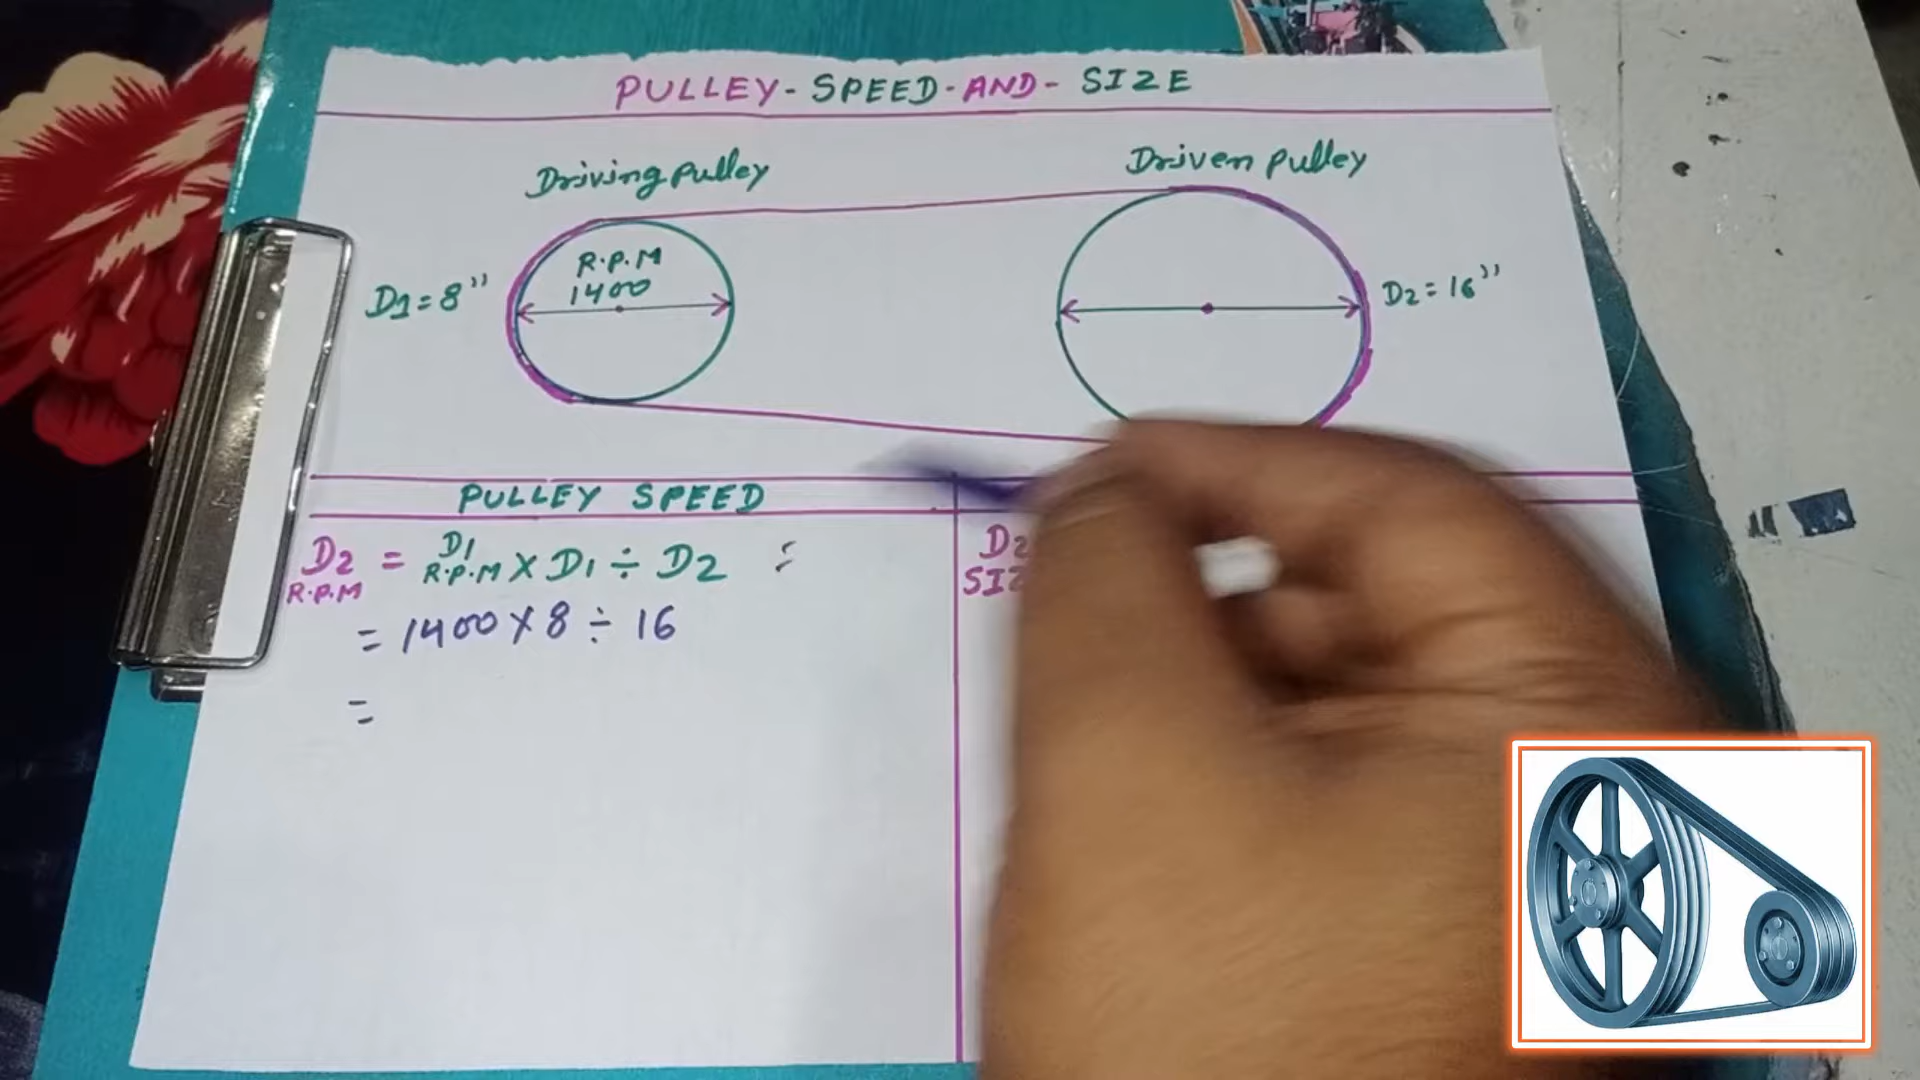 PULLEY-SPEED-AND-SIZE
Driving pulley
Driven pulley
R.P.M
1400
D1=8"
D2=16"
PULLEY SPEED
D2 R.P.M = D1 R.P.M X D1 ÷ D2 =
= 1400 X 8 ÷ 16
=
D2